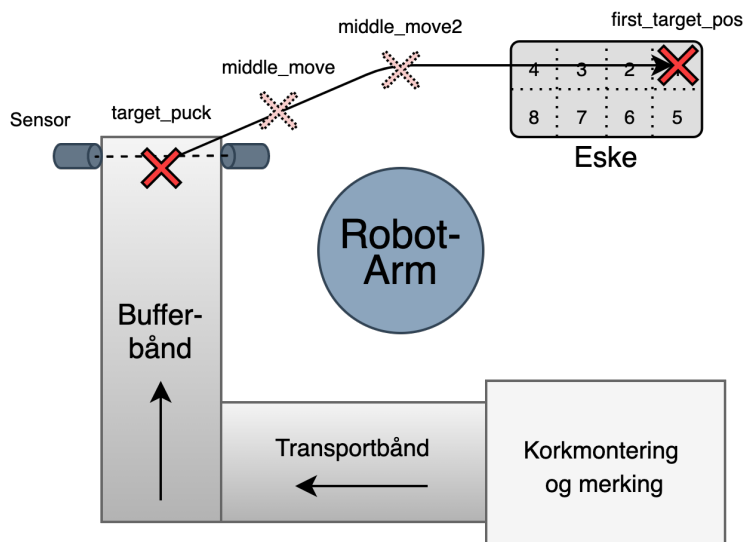 first_target_pos
middle_move2
middle_move
target_puck
Sensor
4 3 2
8 7 6 5
Eske
Robot-
Arm
Buffer-
bånd
Transportbånd
Korkmontering
og merking